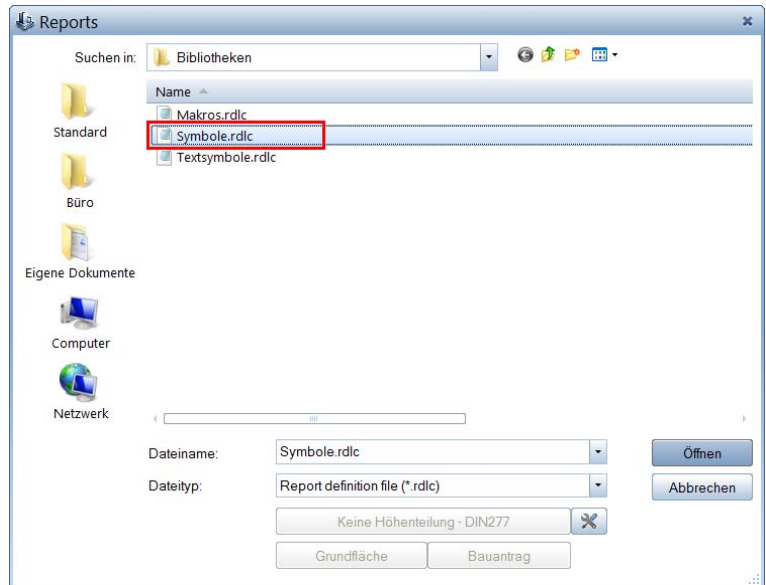 Reports
Suchen in:
Bibliotheken
Name
Makros.rdlc
Symbole.rdlc
Textsymbole.rdlc
Standard
Büro
Eigene Dokumente
Computer
Netzwerk
Dateiname:
Symbole.rdlc
Öffnen
Dateityp:
Report definition file (*.rdlc)
Abbrechen
Keine Höhenteilung - DIN277
Grundfläche
Bauantrag